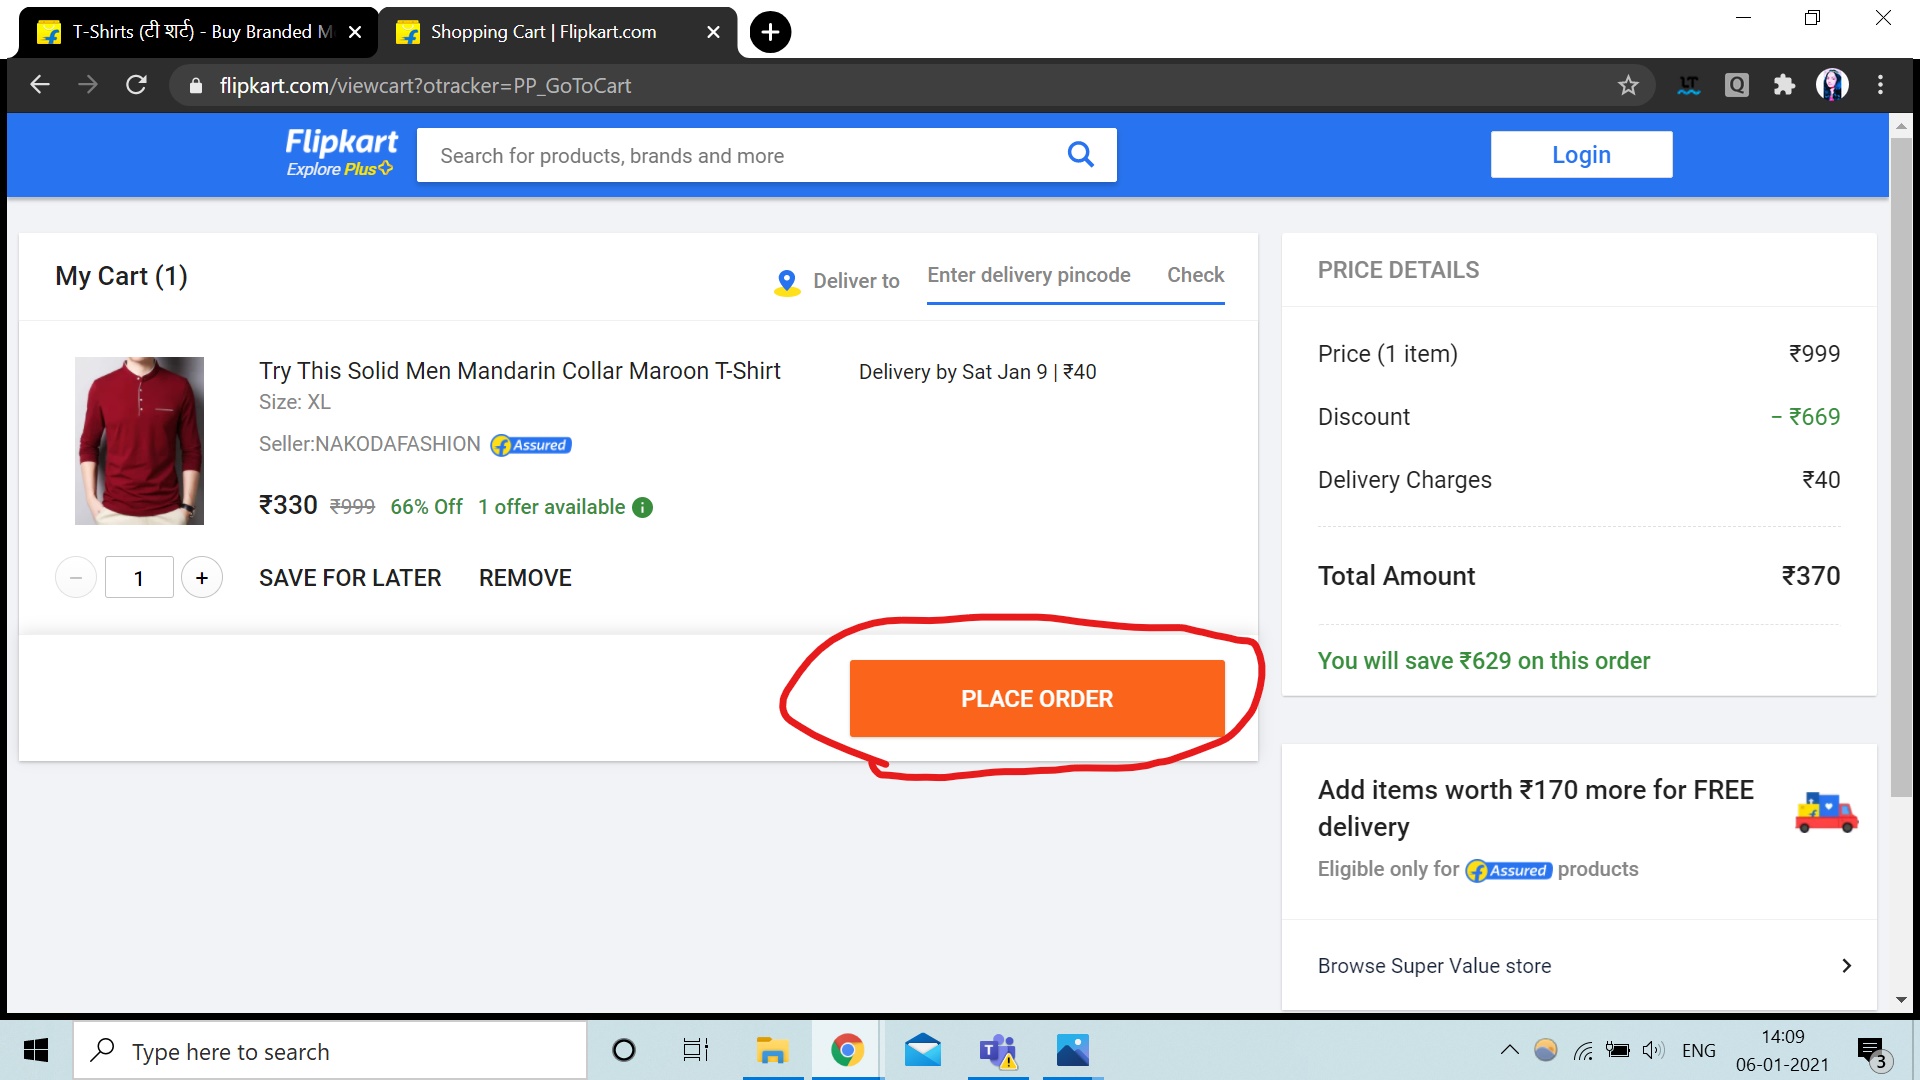 T-Shirts (टी शर्ट) - Buy Branded M
Shopping Cart | Flipkart.com
flipkart.com/viewcart?otracker=PP_GoToCart
LT
Q
Flipkart
Explore Plus
Search for products, brands and more
Login
My Cart (1)
Deliver to
Enter delivery pincode
Check
Try This Solid Men Mandarin Collar Maroon T-Shirt
Size: XL
Seller:NAKODAFASHION
Assured
Delivery by Sat Jan 9 | ₹40
₹330 ₹999 66% Off 1 offer available
1
SAVE FOR LATER
REMOVE
PLACE ORDER
PRICE DETAILS
Price (1 item) ₹999
Discount − ₹669
Delivery Charges ₹40
Total Amount ₹370
You will save ₹629 on this order
Add items worth ₹170 more for FREE
delivery
Eligible only for Assured products
Browse Super Value store
Type here to search
ENG
14:09
06-01-2021
3